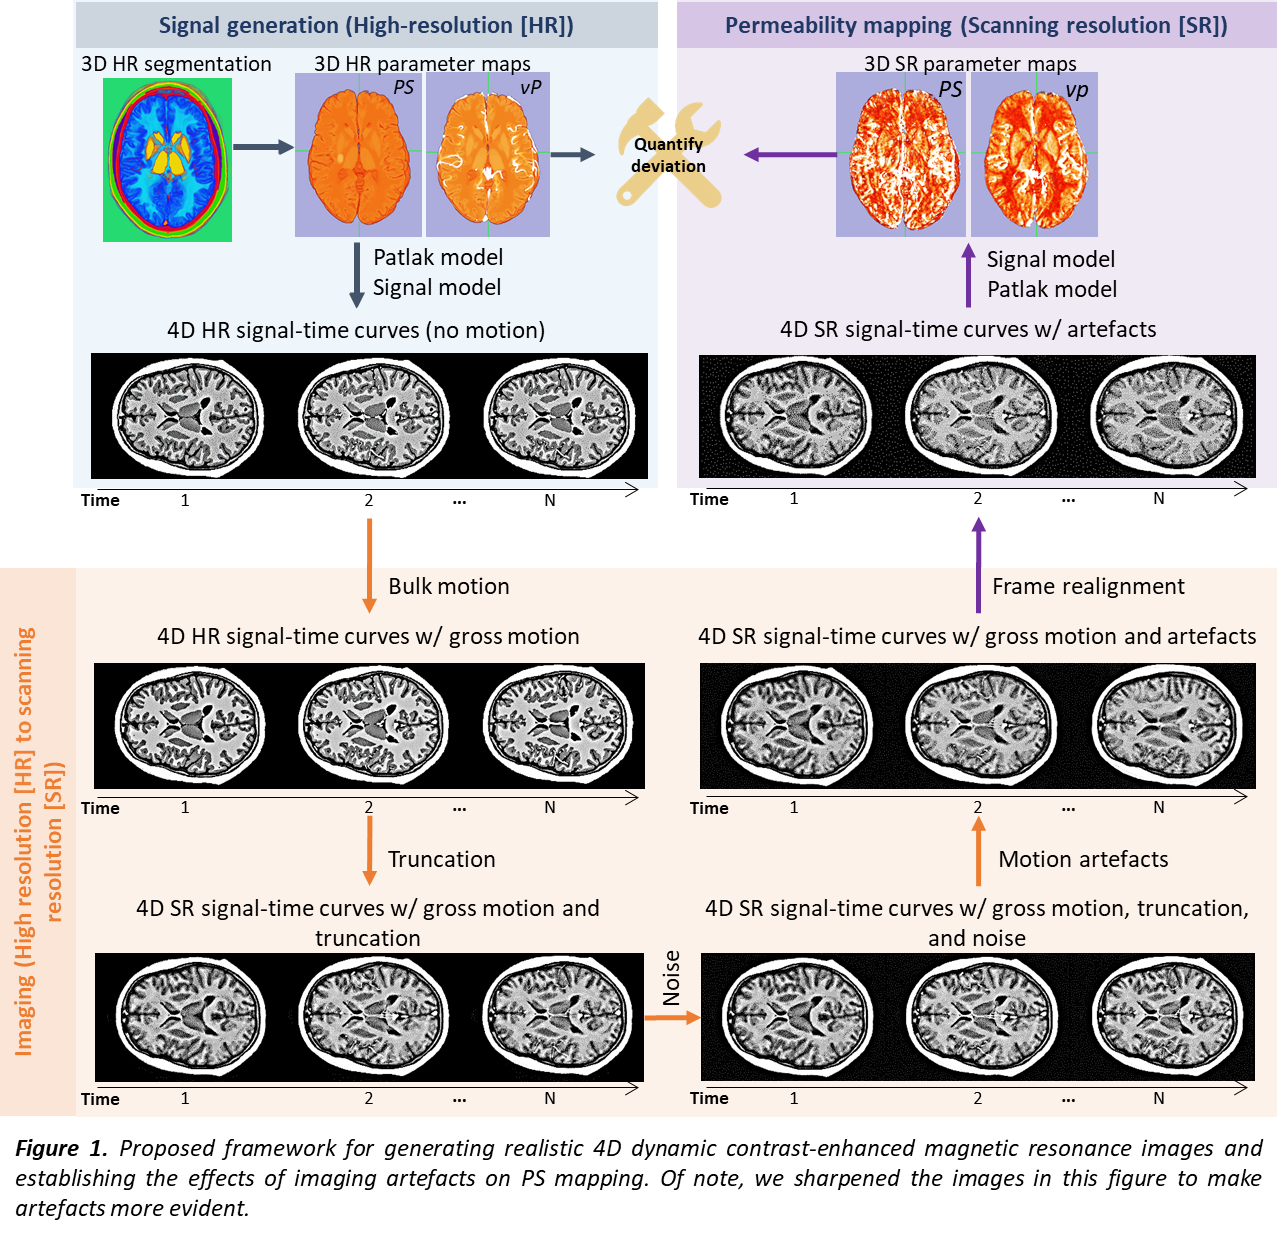 Signal generation (High-resolution [HR])
Permeability mapping (Scanning resolution [SR])
3D HR segmentation
3D HR parameter maps
PS
vP
Quantify
deviation
3D SR parameter maps
PS
vp
Patlak model
Signal model
Signal model
Patlak model
4D HR signal-time curves (no motion)
Time 1 2 ... N
4D SR signal-time curves w/ artefacts
Time 1 2 ... N
Bulk motion
Frame realignment
Imaging (High resolution [HR] to scanning
resolution [SR])
4D HR signal-time curves w/ gross motion
Time 1 2 ... N
4D SR signal-time curves w/ gross motion and artefacts
Time 1 2 ... N
Truncation
Motion artefacts
4D SR signal-time curves w/ gross motion and
truncation
Time 1 2 ... N
Noise
4D SR signal-time curves w/ gross motion, truncation,
and noise
Time 1 2 ... N
Figure 1. Proposed framework for generating realistic 4D dynamic contrast-enhanced magnetic resonance images and
establishing the effects of imaging artefacts on PS mapping. Of note, we sharpened the images in this figure to make
artefacts more evident.